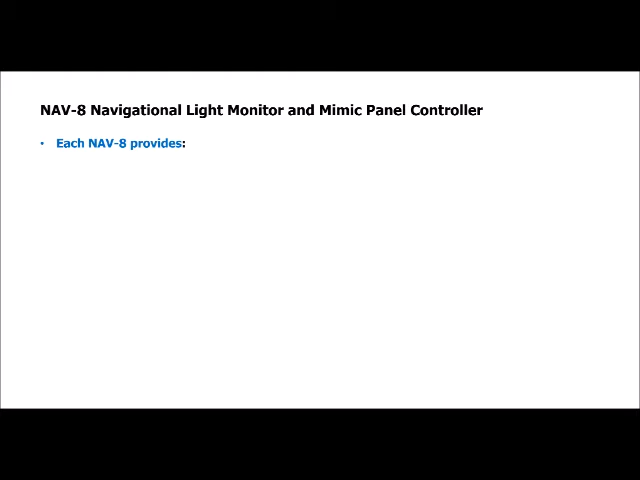 NAV-8 Navigational Light Monitor and Mimic Panel Controller
• Each NAV-8 provides: